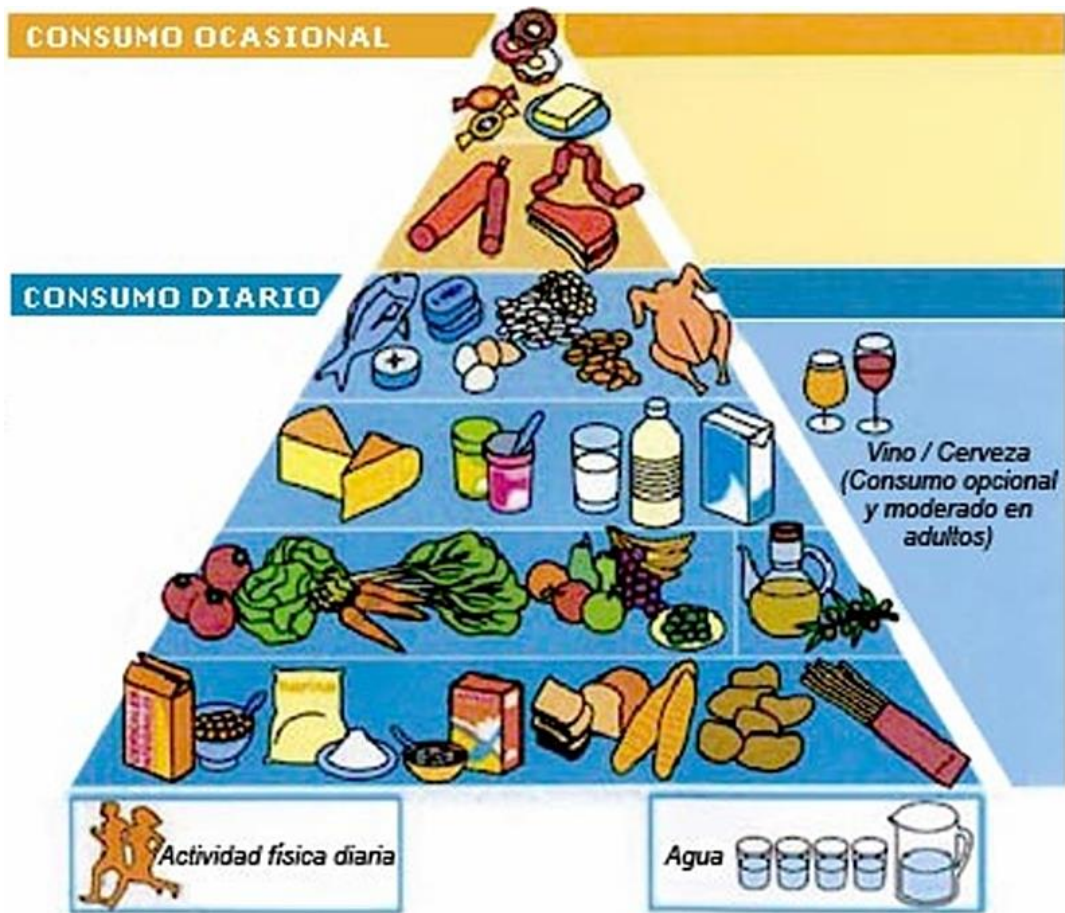 CONSUMO OCASIONAL
CONSUMO DIARIO
Vino / Cerveza
(Consumo opcional
y moderado en
adultos)
Actividad física diaria
Agua